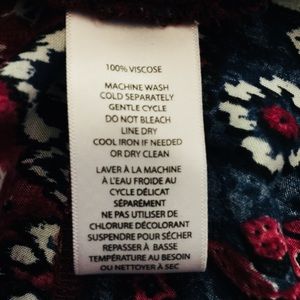 100% VISCOSE
MACHINE WASH
COLD SEPARATELY
GENTLE CYCLE
DO NOT BLEACH
LINE DRY
COOL IRON IF NEEDED
OR DRY CLEAN
LAVER À LA MACHINE
À L'EAU FROIDE AU
CYCLE DÉLICAT
SÉPARÉMENT
NE PAS UTILISER DE
CHLORURE DÉCOLORANT
SUSPENDRE POUR SÉCHER
REPASSER À BASSE
TEMPÉRATURE AU BESOIN
OU NETTOYER À SEC